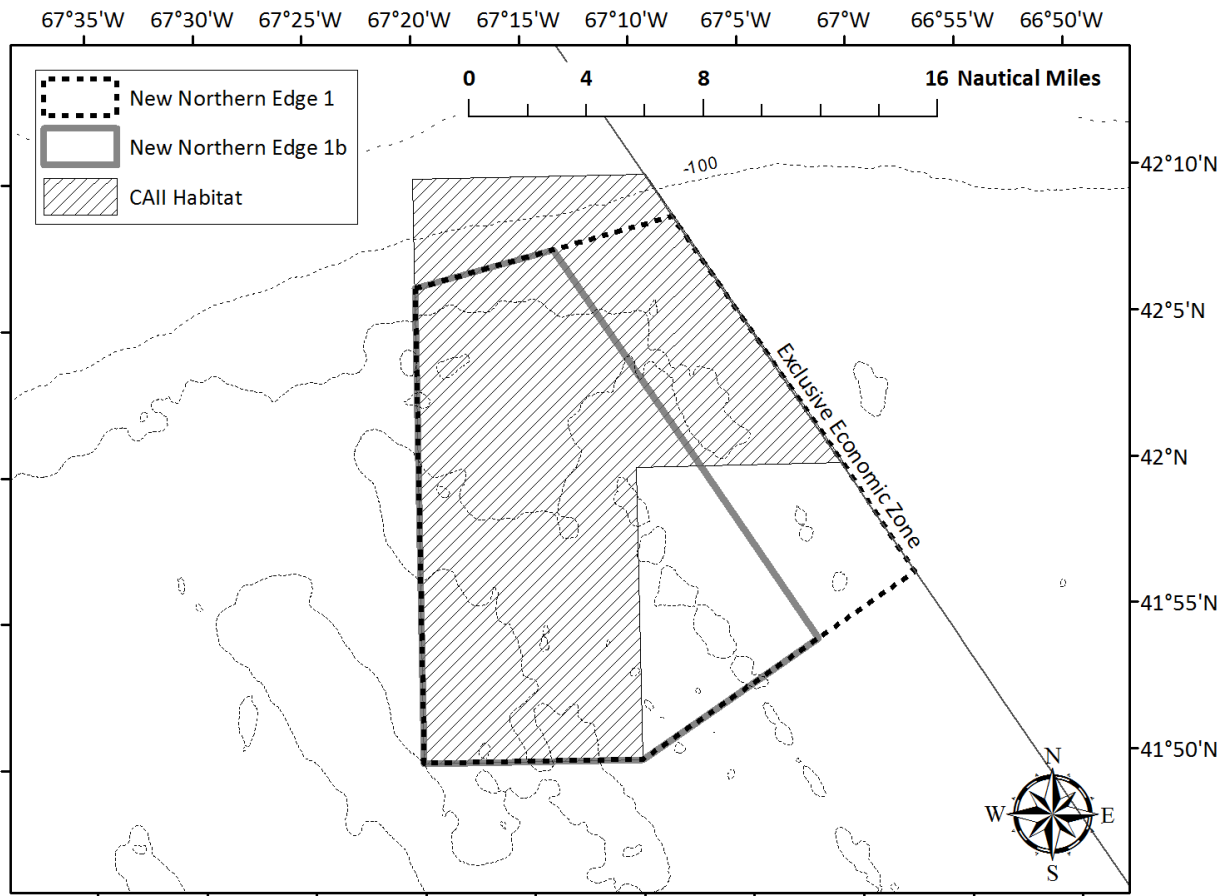 67°35'W 67°30'W 67°25'W 67°20'W 67°15'W 67°10'W 67°5'W 67°W 66°55'W 66°50'W
0 4 8 16 Nautical Miles
New Northern Edge 1
New Northern Edge 1b
CAII Habitat
-100
42°10'N
42°5'N
Exclusive Economic Zone
42°N
41°55'N
41°50'N
N
W E
S